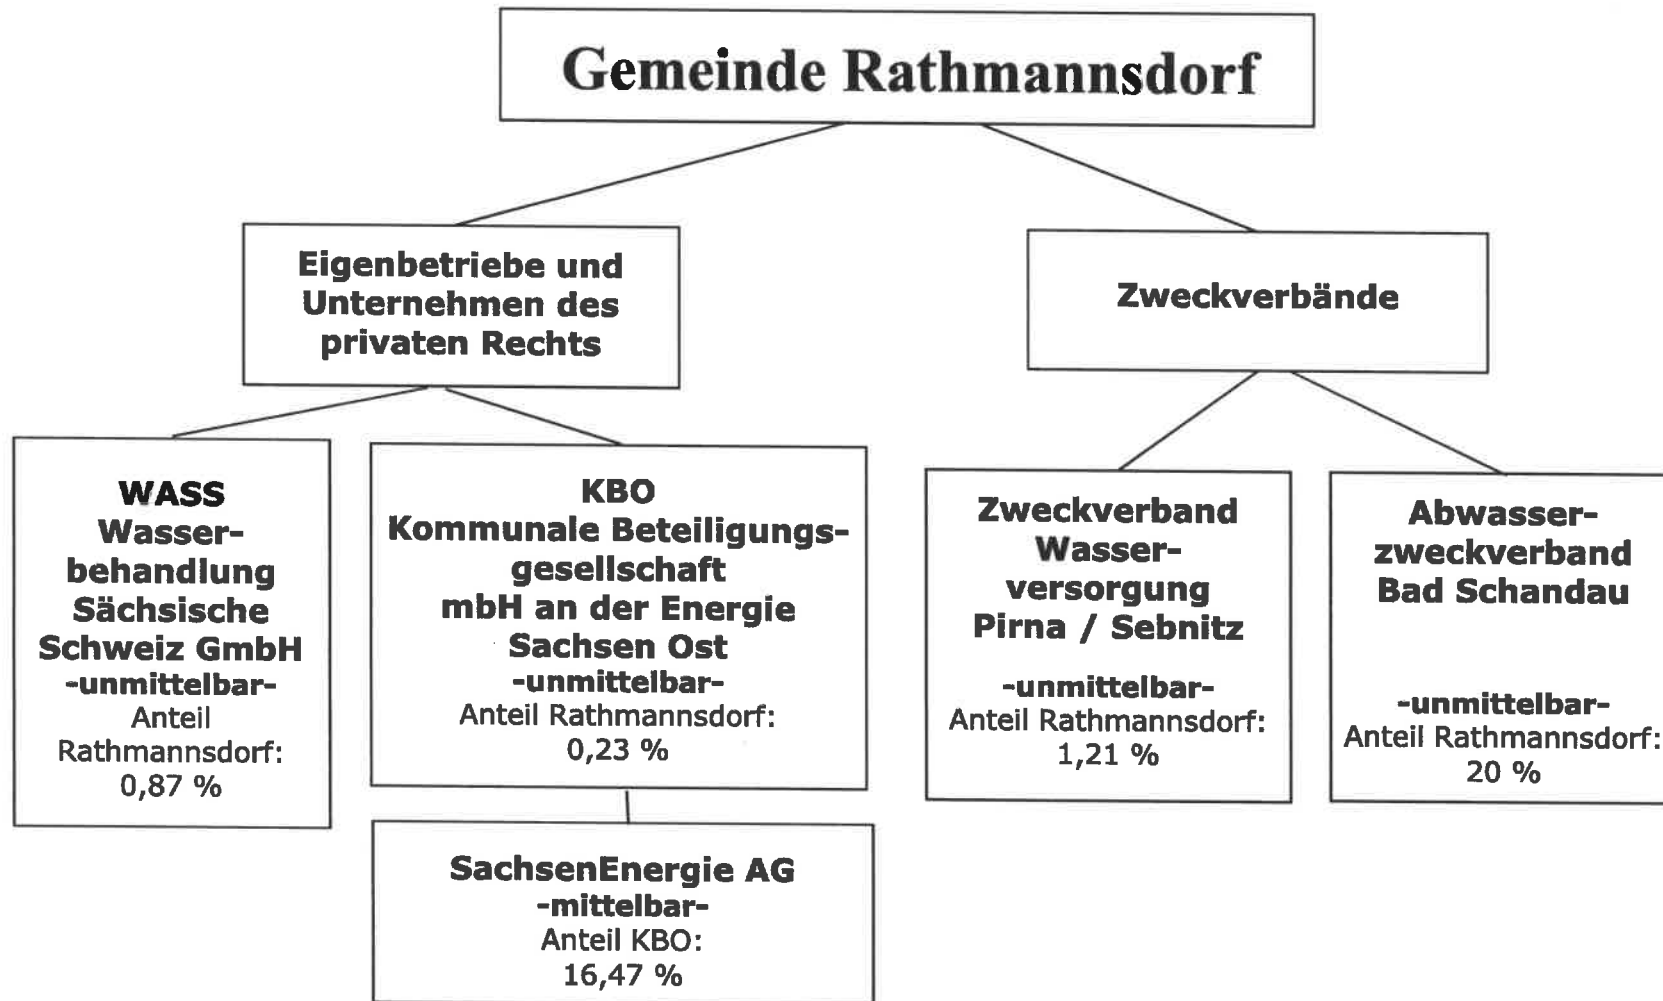 Gemeinde Rathmannsdorf
Eigenbetriebe und
Unternehmen des
privaten Rechts
Zweckverbände
WASS
Wasser-
behandlung
Sächsische
Schweiz GmbH
-unmittelbar-
Anteil
Rathmannsdorf:
0,87 %
KBO
Kommunale Beteiligungs-
gesellschaft
mbH an der Energie
Sachsen Ost
-unmittelbar-
Anteil Rathmannsdorf:
0,23 %
Zweckverband
Wasser-
versorgung
Pirna / Sebnitz
-unmittelbar-
Anteil Rathmannsdorf:
1,21 %
Abwasser-
zweckverband
Bad Schandau
-unmittelbar-
Anteil Rathmannsdorf:
20 %
SachsenEnergie AG
-mittelbar-
Anteil KBO:
16,47 %